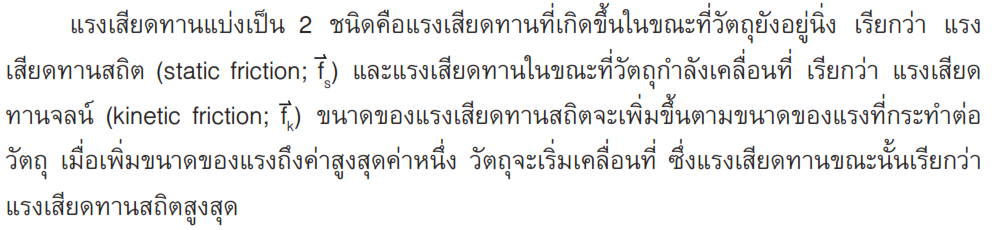 แรงเสียดทานแบ่งเป็น 2 ชนิดคือแรงเสียดทานที่เกิดขึ้นในขณะที่วัตถุยังอยู่นิ่ง เรียกว่า แรง
เสียดทานสถิต (static friction; f⃗ₛ) และแรงเสียดทานในขณะที่วัตถุกำลังเคลื่อนที่ เรียกว่า แรงเสียด
ทานจลน์ (kinetic friction; f⃗ₖ) ขนาดของแรงเสียดทานสถิตจะเพิ่มขึ้นตามขนาดของแรงที่กระทำต่อ
วัตถุ เมื่อเพิ่มขนาดของแรงถึงค่าสูงสุดค่าหนึ่ง วัตถุจะเริ่มเคลื่อนที่ ซึ่งแรงเสียดทานขณะนั้นเรียกว่า
แรงเสียดทานสถิตสูงสุด